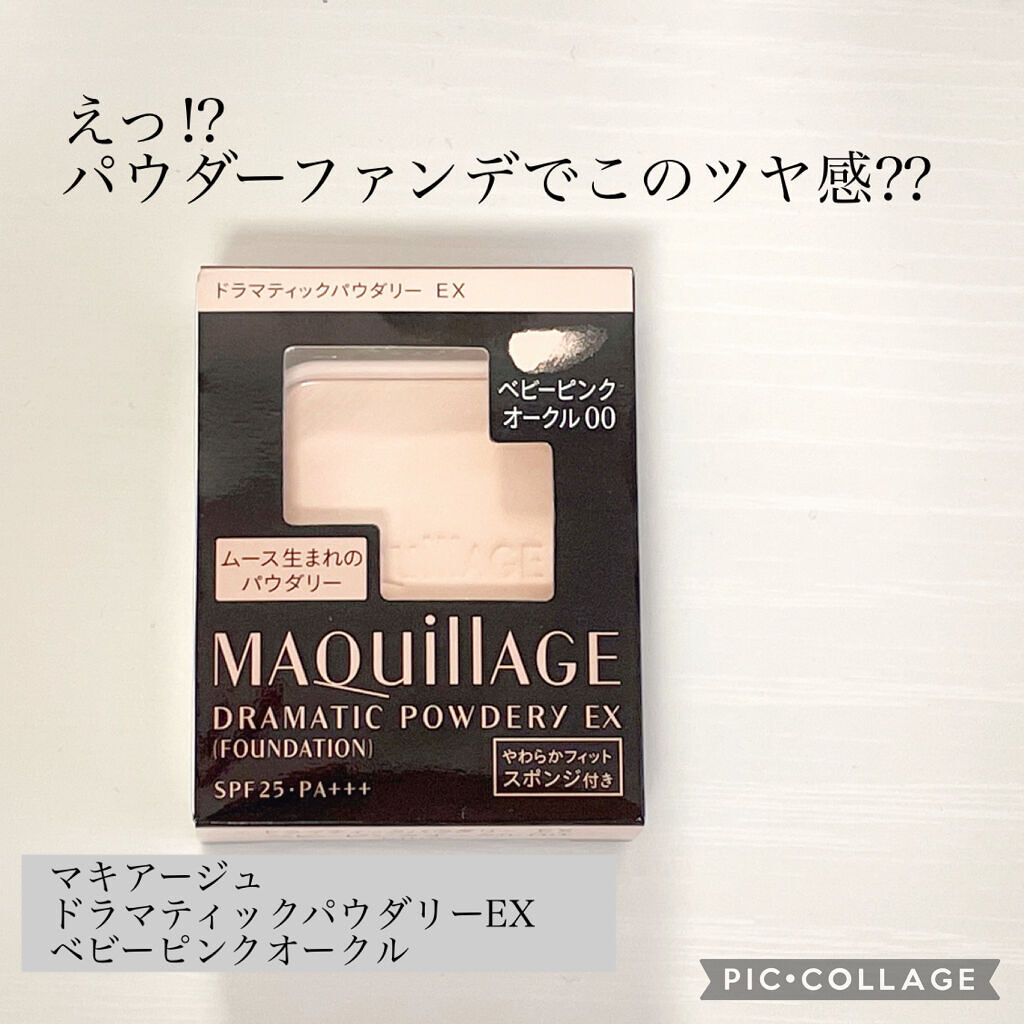 えっ!?
パウダーファンデでこのツヤ感??
ドラマティックパウダリー EX
ベビーピンク
オークル00
uillAGE
ムース生まれの
パウダリー
MAQuillAGE
DRAMATIC POWDERY EX
(FOUNDATION)
SPF25・PA+++
やわらかフィット
スポンジ付き
マキアージュ
ドラマティックパウダリーEX
ベビーピンクオークル
PIC•COLLAGE